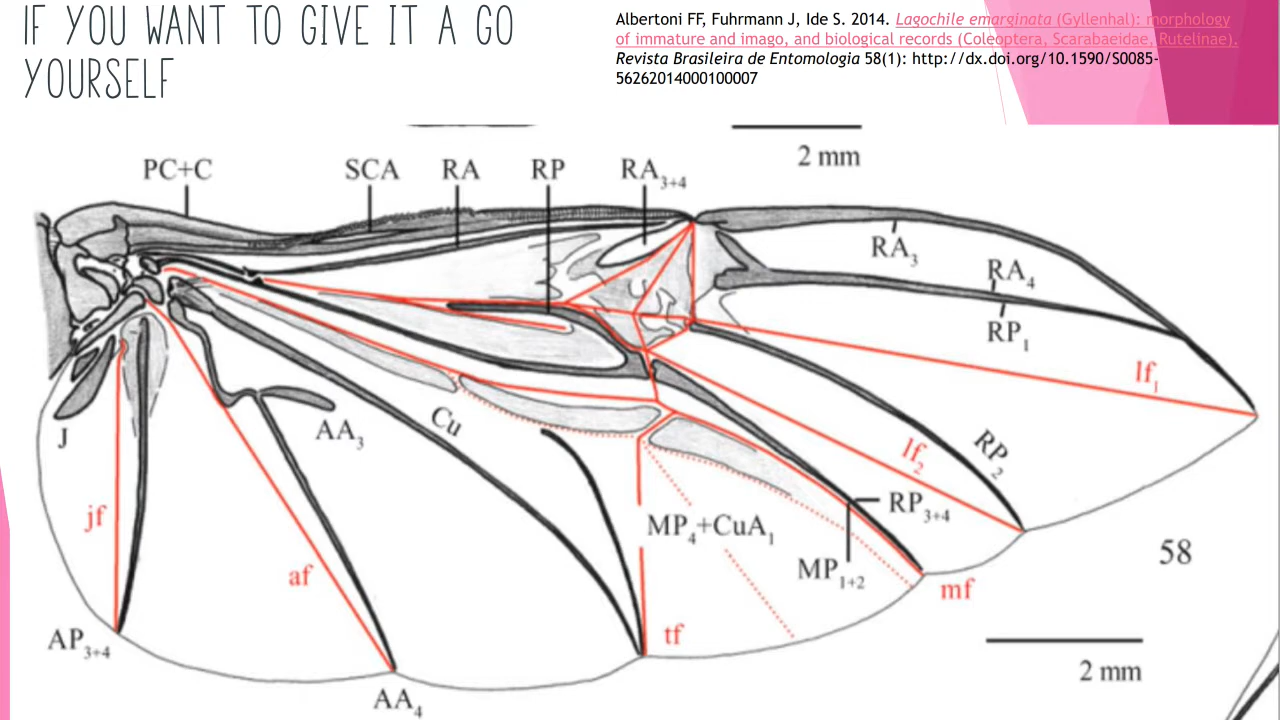 IF YOU WANT TO GIVE IT A GO
YOURSELF
Albertoni FF, Fuhrmann J, Ide S. 2014. Lagochile emarginata (Gyllenhal): morphology
of immature and imago, and biological records (Coleoptera, Scarabaeidae, Rutelinae).
Revista Brasileira de Entomologia 58(1): http://dx.doi.org/10.1590/S0085-
56262014000100007
2 mm
PC+C SCA RA RP RA3+4
RA3
RA4
RP1
lf1
J
AA3
Cu
lf2
RP2
jf
RP3+4
MP4+CuA1
58
af
MP1+2
mf
AP3+4
tf
2 mm
AA4